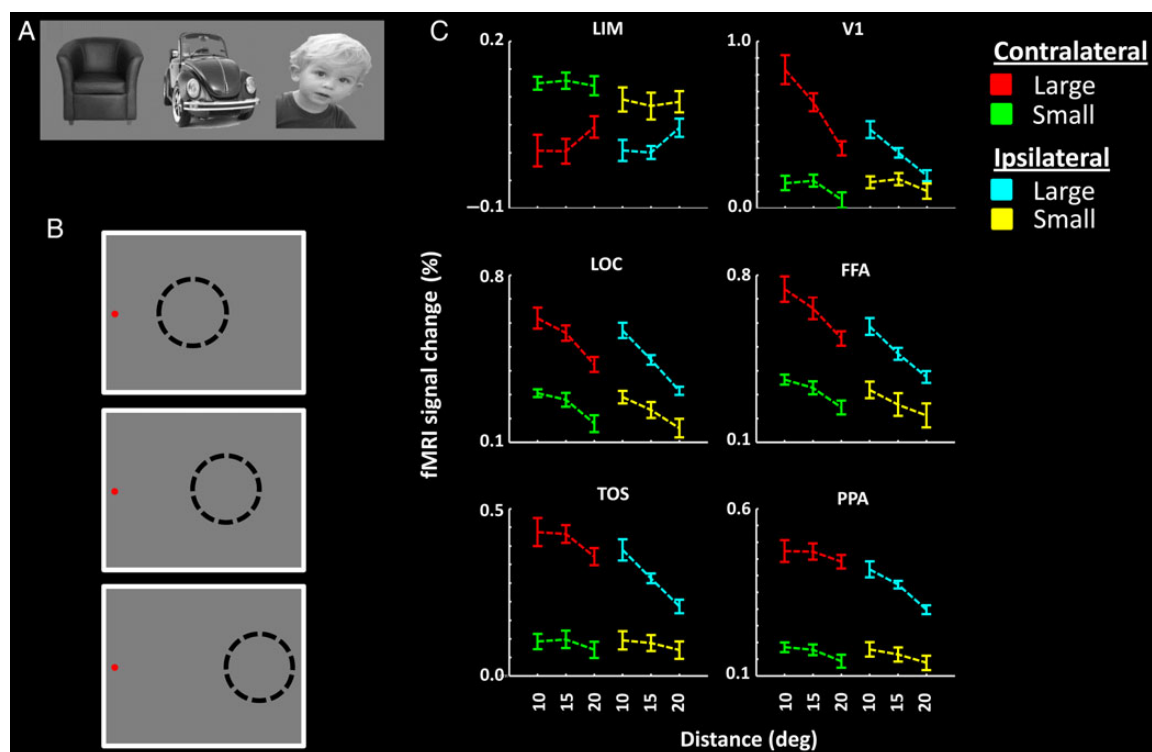 A
B
C
LIM
0.2
−0.1
V1
1.0
0.0
LOC
0.8
0.1
FFA
0.8
0.1
TOS
0.5
0.0
PPA
0.6
0.1
fMRI signal change (%)
10 15 20 10 15 20
10 15 20 10 15 20
Distance (deg)
Contralateral
Large
Small
Ipsilateral
Large
Small